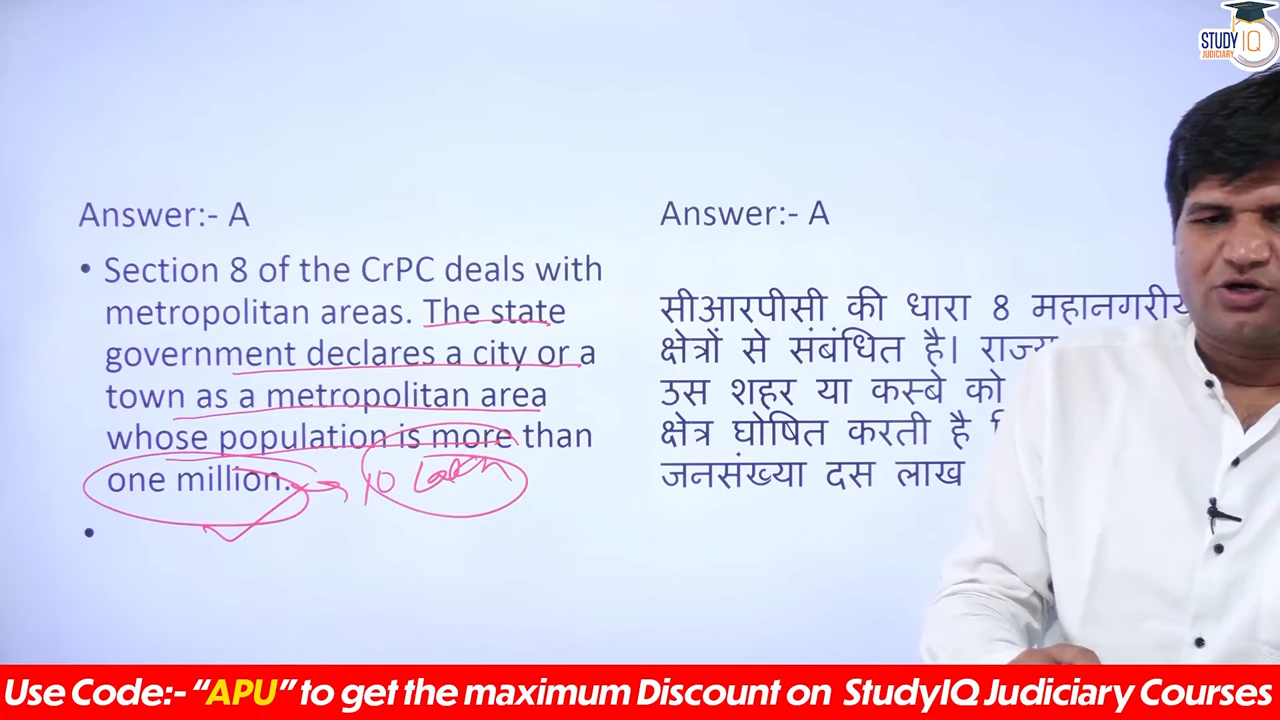 STUDY IQ
JUDICIARY
Answer:- A
• Section 8 of the CrPC deals with
metropolitan areas. The state
government declares a city or a
town as a metropolitan area
whose population is more than
one million.
10 Lakh
•
Answer:- A
सीआरपीसी की धारा 8 महानगरीय
क्षेत्रों से संबंधित है। राज्य
उस शहर या कस्बे को
क्षेत्र घोषित करती है
जनसंख्या दस लाख
Use Code:- “APU” to get the maximum Discount on StudyIQ Judiciary Courses